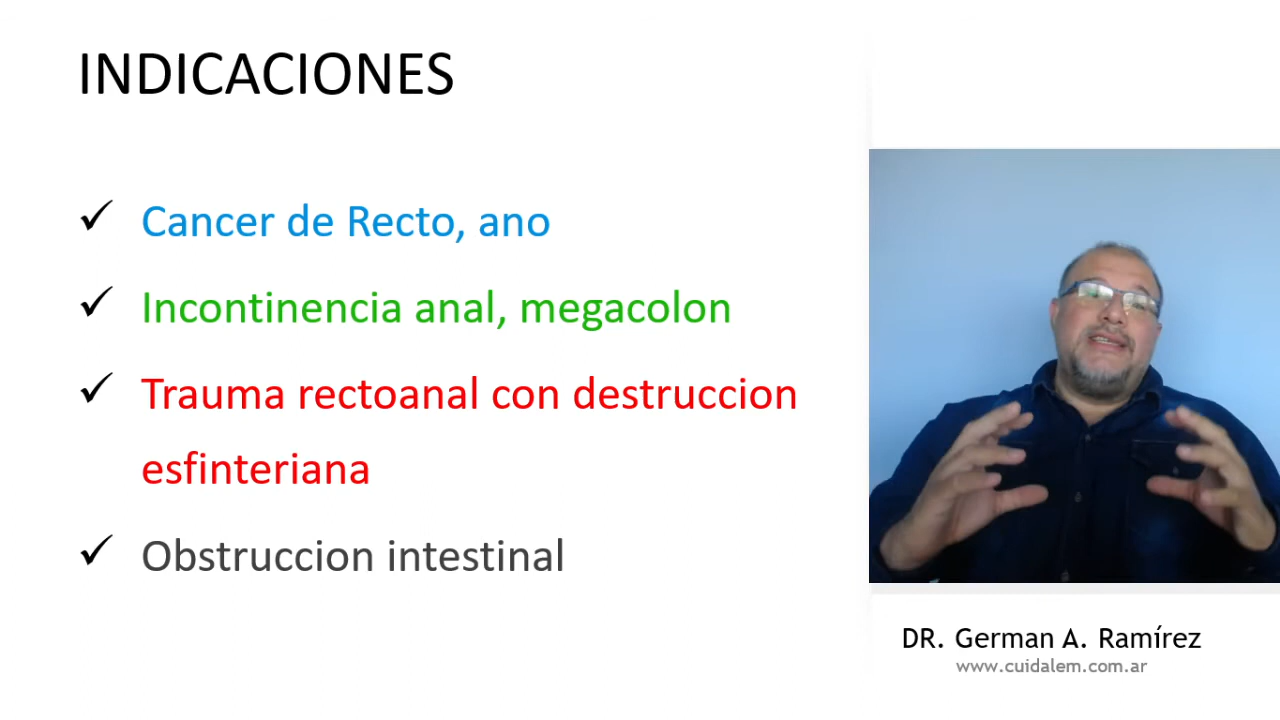 INDICACIONES
Cancer de Recto, ano
Incontinencia anal, megacolon
Trauma rectoanal con destruccion
esfinteriana
Obstruccion intestinal
DR. German A. Ramírez
www.cuidalem.com.ar